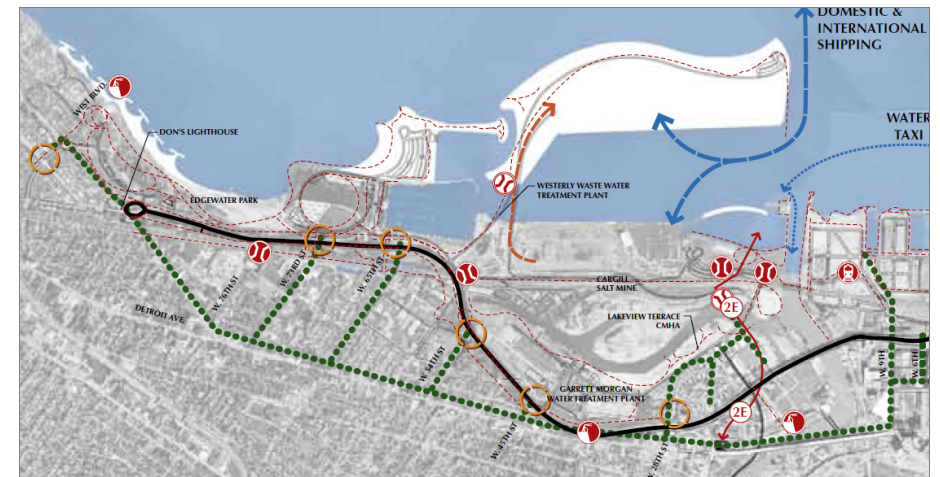 DOMESTIC &
INTERNATIONAL
SHIPPING
WATER
TAXI
WEST BLVD.
DON'S LIGHTHOUSE
EDGEWATER PARK
WESTERLY WASTE WATER
TREATMENT PLANT
W. 76TH ST
W. 73RD ST
W. 65TH ST
CARGILL
SALT MINE
DETROIT AVE.
LAKEVIEW TERRACE
CMHA
2E
W. 54TH ST
GARRETT MORGAN
WATER TREATMENT PLANT
W. 45TH ST
W. 28TH ST
2E
W. 9TH
W. 6TH